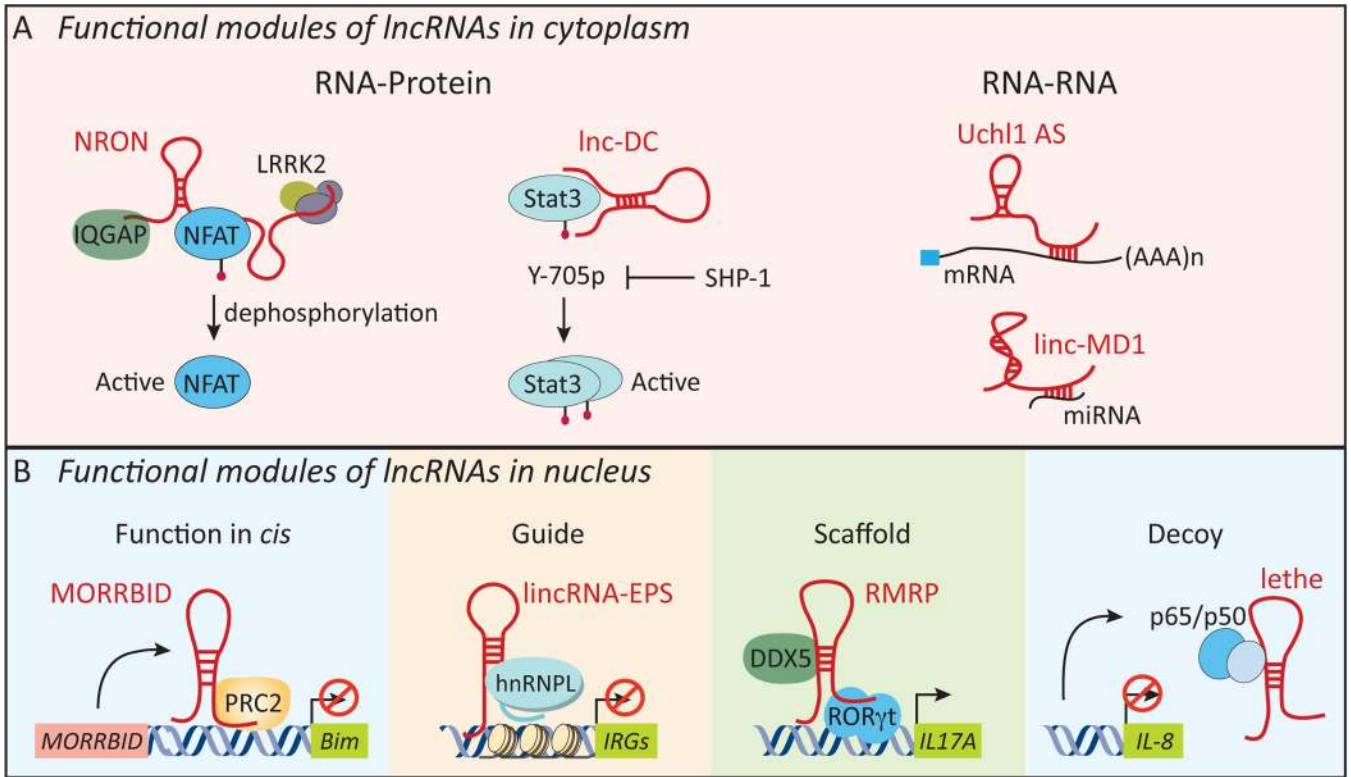 A Functional modules of lncRNAs in cytoplasm
RNA-Protein
RNA-RNA
NRON
LRRK2
IQGAP
NFAT
dephosphorylation
Active
NFAT
lnc-DC
Stat3
Y-705p
SHP-1
Stat3
Active
Uchl1 AS
mRNA
(AAA)n
linc-MD1
miRNA
B Functional modules of lncRNAs in nucleus
Function in cis
MORRBID
PRC2
MORRBID
Bim
Guide
lincRNA-EPS
hnRNPL
IRGs
Scaffold
RMRP
DDX5
RORγt
IL17A
Decoy
lethe
p65/p50
IL-8